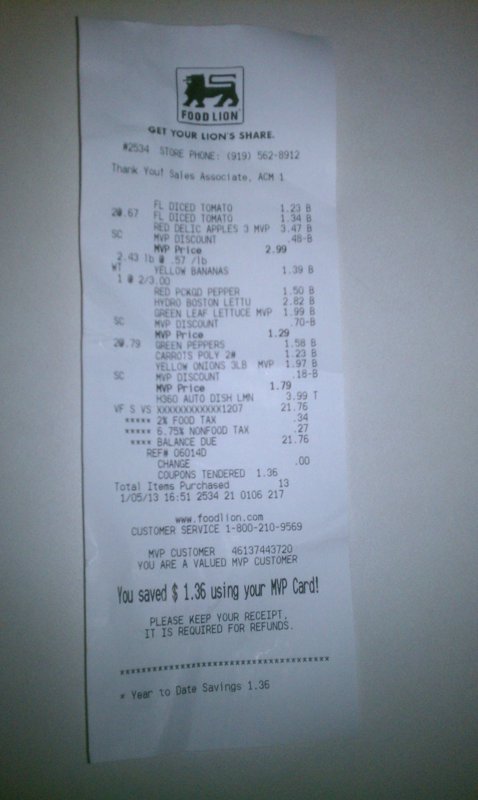 FOOD LION
GET YOUR LION'S SHARE.
#2534 STORE PHONE: (919) 562-8912
Thank You! Sales Associate, ACM 1
FL DICED TOMATO 1.23 B
2@.67 FL DICED TOMATO 1.34 B
RED DELIC APPLES 3 MVP 3.47 B
SC MVP DISCOUNT .48-B
MVP Price 2.99
2.43 lb @ .57 /lb
WT YELLOW BANANAS 1.39 B
1 @ 2/3.00
RED PCKGD PEPPER 1.50 B
HYDRO BOSTON LETTU 2.82 B
GREEN LEAF LETTUCE MVP 1.99 B
SC MVP DISCOUNT .70-B
MVP Price 1.29
2@.79 GREEN PEPPERS 1.58 B
CARROTS POLY 2# 1.23 B
YELLOW ONIONS 3LB MVP 1.97 B
SC MVP DISCOUNT .18-B
MVP Price 1.79
H360 AUTO DISH LMN 3.99 T
VF S VS XXXXXXXXXXXX1207 21.76
***** 2% FOOD TAX .34
***** 6.75% NONFOOD TAX .27
**** BALANCE DUE 21.76
REF# 06014D
CHANGE .00
COUPONS TENDERED 1.36
Total Items Purchased 13
1/05/13 16:51 2534 21 0106 217
www.foodlion.com
CUSTOMER SERVICE 1-800-210-9569
MVP CUSTOMER 46137443720
YOU ARE A VALUED MVP CUSTOMER
You saved $ 1.36 using your MVP Card!
PLEASE KEEP YOUR RECEIPT,
IT IS REQUIRED FOR REFUNDS.
****************************************
* Year to Date Savings 1.36